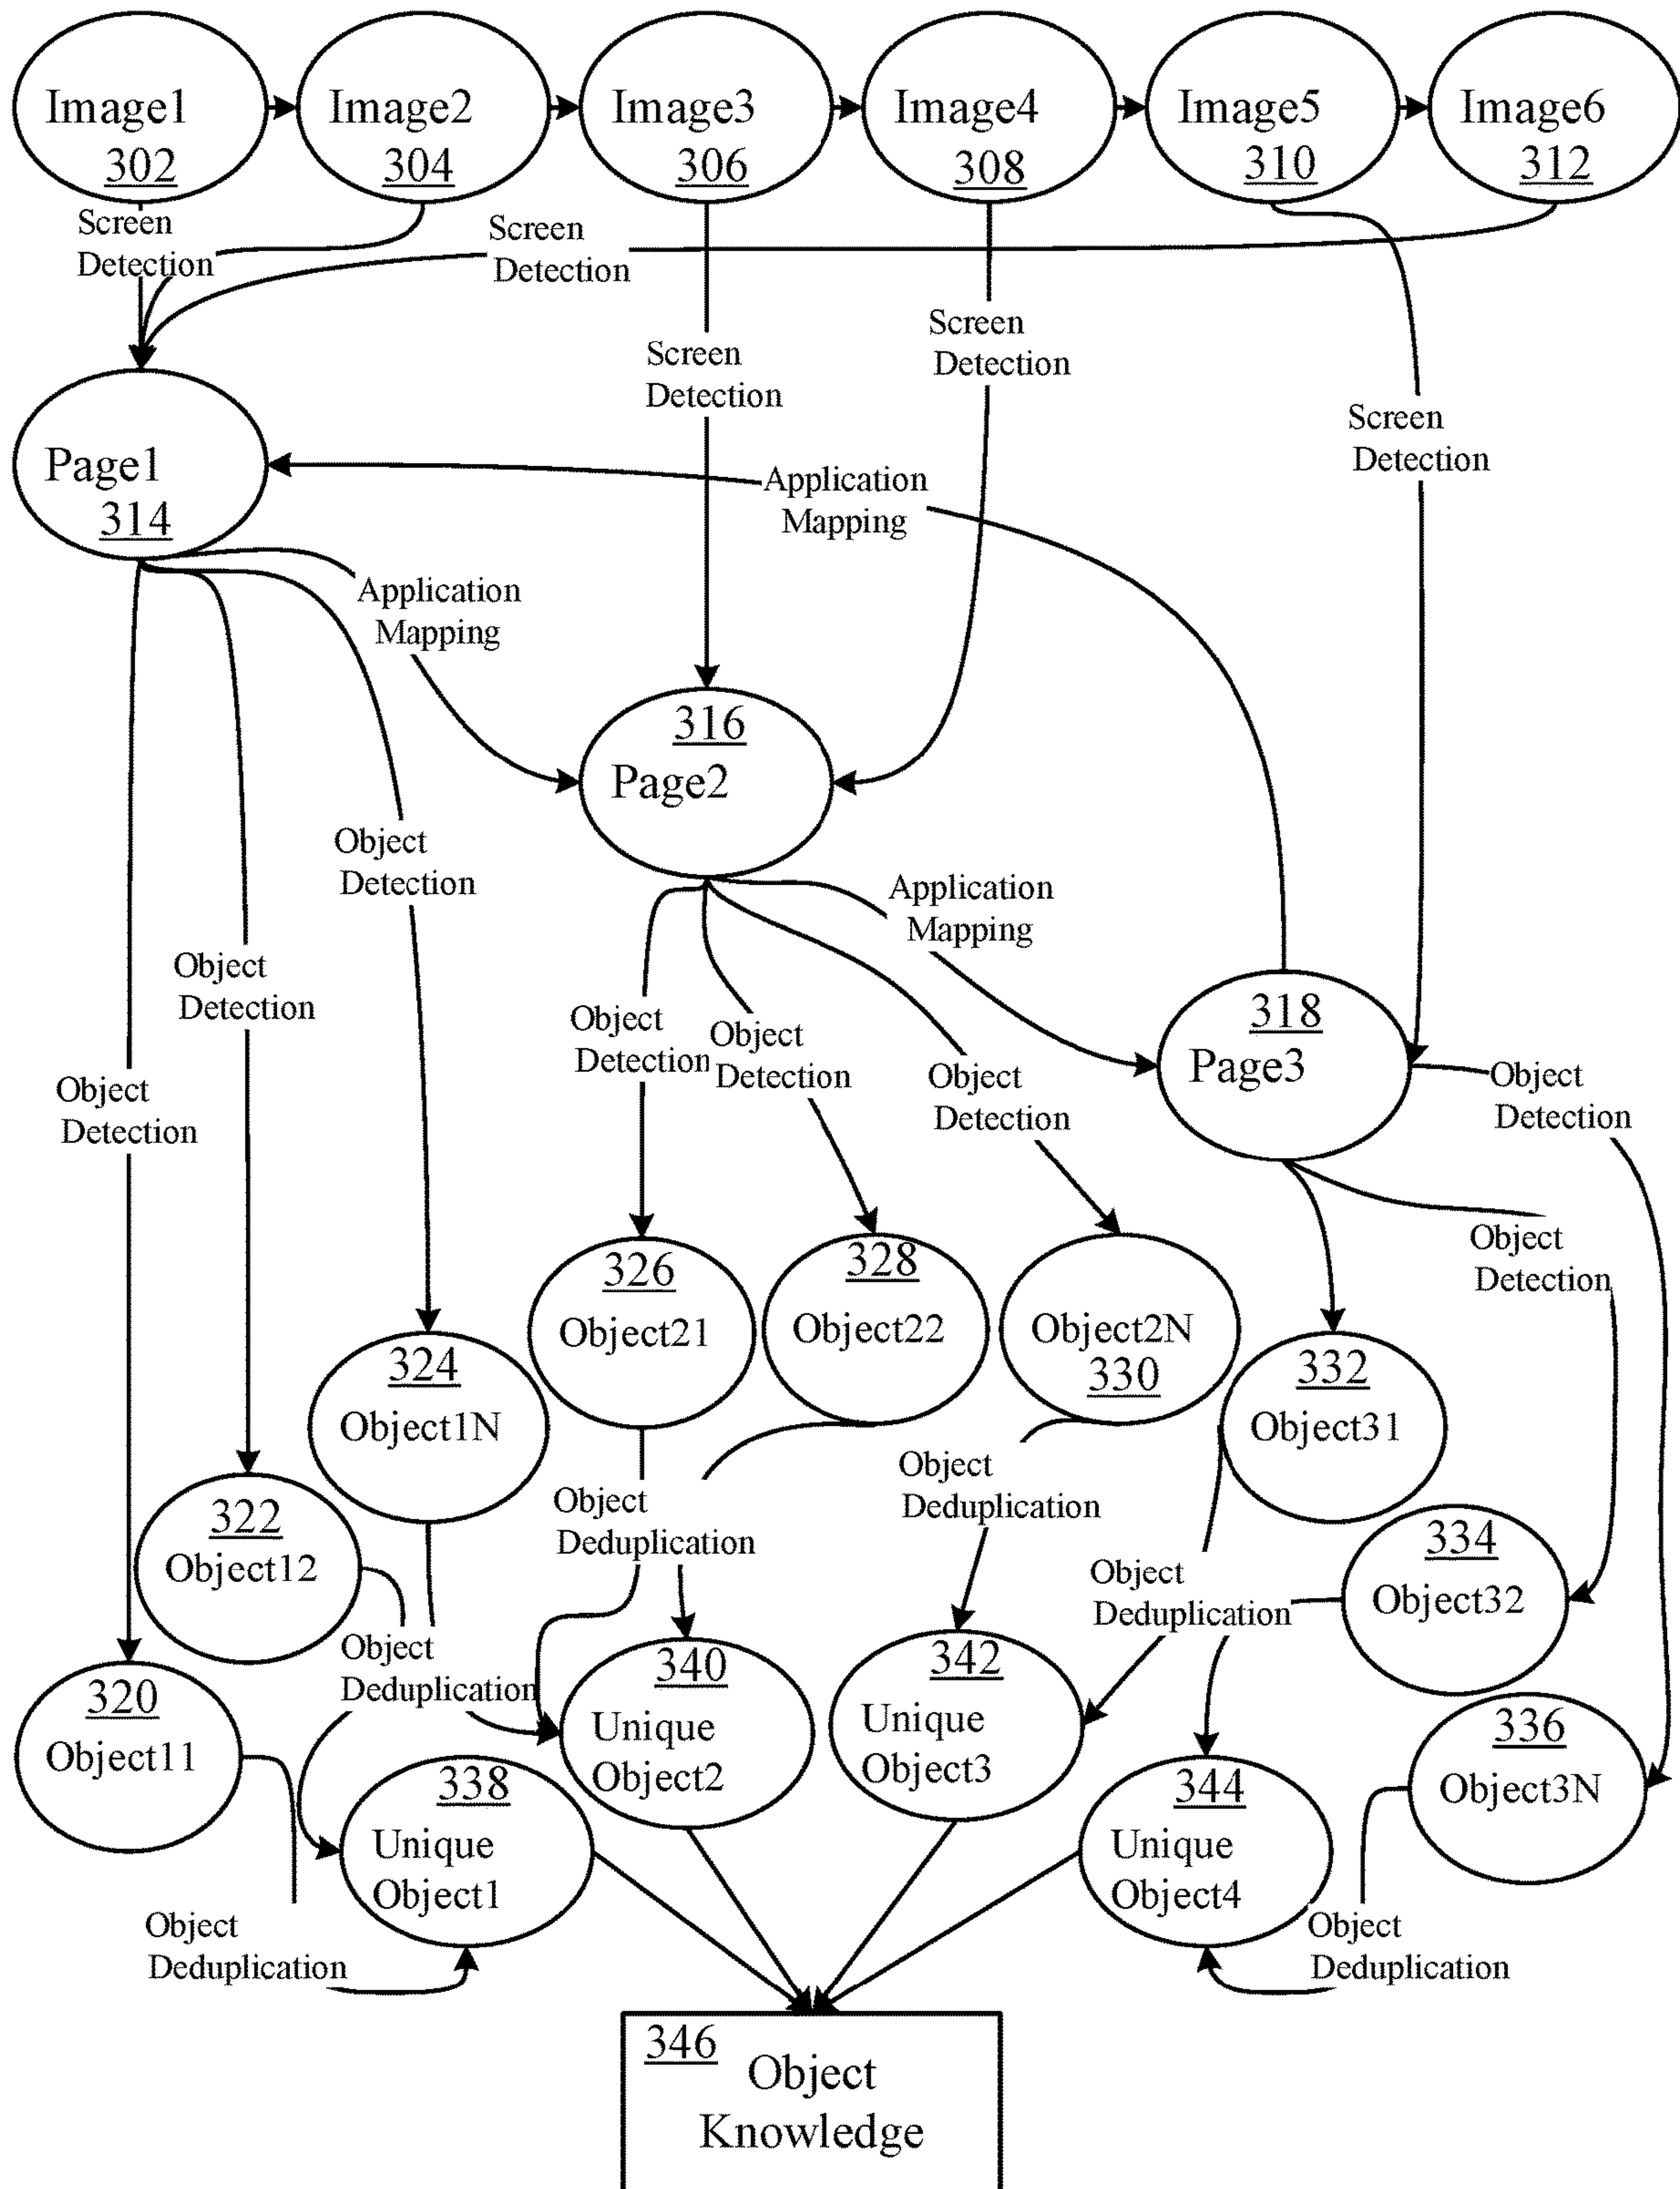 Image1
302
Image2
304
Image3
306
Image4
308
Image5
310
Image6
312
Screen
Detection
Screen
Detection
Screen
Detection
Screen
Detection
Screen
Detection
Page1
314
Application
Mapping
Application
Mapping
316
Page2
Object
Detection
Application
Mapping
Object
Detection
318
Page3
Object
Detection
Object
Detection
Object
Detection
Object
Detection
Object
Detection
Object
Detection
326
Object21
328
Object22
Object2N
330
324
Object1N
332
Object31
322
Object12
Object
Deduplication
Object
Deduplication
334
Object32
Object
Deduplication
Object
Deduplication
320
Object11
340
Unique
Object2
342
Unique
Object3
336
Object3N
338
Unique
Object1
344
Unique
Object4
Object
Deduplication
Object
Deduplication
346
Object
Knowledge